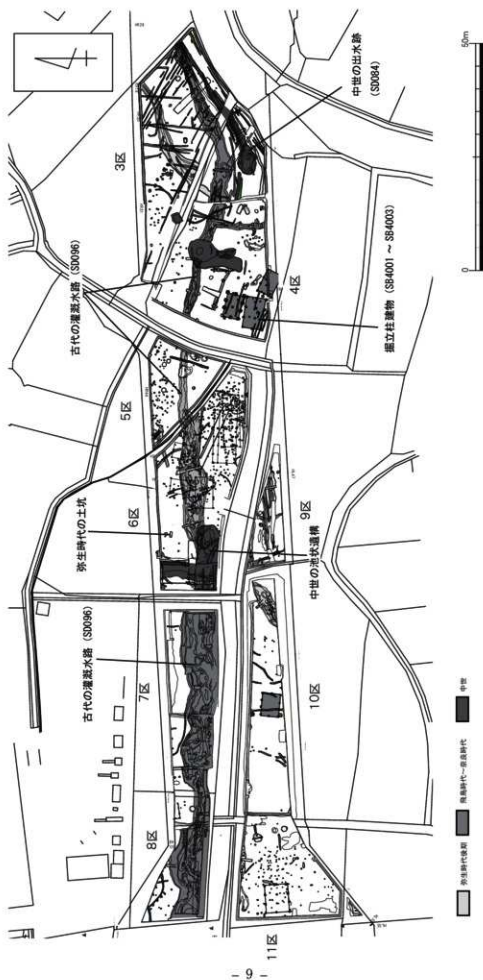 3区
中世の出水路
(SD084)
古代の灌漑水路 (SD096)
4区
掘立柱建物 (SB4001 ~ SB4003)
5区
6区
弥生時代の土坑
9区
中世の池状遺構
古代の灌漑水路 (SD096)
7区
10区
8区
11区
0
50m
弥生時代後期
飛鳥時代~奈良時代
中世
- 9 -